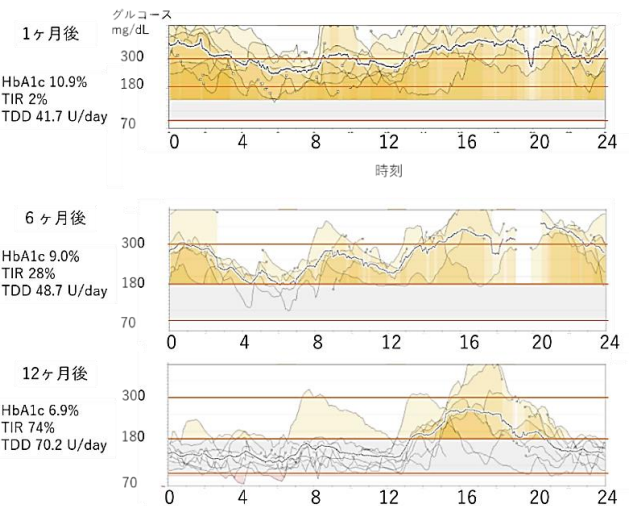 グルコース
1ヶ月後
mg/dL
300
HbA1c 10.9%
180
TIR 2%
TDD 41.7 U/day
70
0 4 8 12 16 20 24
時刻
6ヶ月後
300
HbA1c 9.0%
TIR 28%
180
TDD 48.7 U/day
70
0 4 8 12 16 20 24
12ヶ月後
300
HbA1c 6.9%
TIR 74%
180
TDD 70.2 U/day
70
0 4 8 12 16 20 24